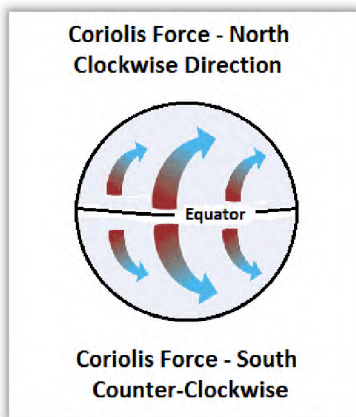 Coriolis Force - North
Clockwise Direction
Equator
Coriolis Force - South
Counter-Clockwise